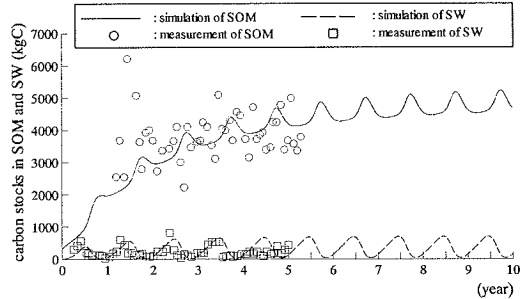 : simulation of SOM : simulation of SW
: measurement of SOM : measurement of SW
carbon stocks in SOM and SW (kgC)
7000
6000
5000
4000
3000
2000
1000
0
0 1 2 3 4 5 6 7 8 9 10
(year)